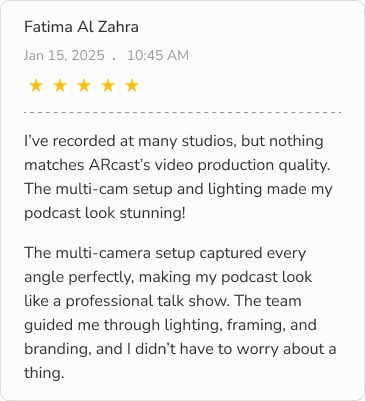 Fatima Al Zahra
Jan 15, 2025 . 10:45 AM
I’ve recorded at many studios, but nothing
matches ARcast’s video production quality.
The multi-cam setup and lighting made my
podcast look stunning!
The multi-camera setup captured every
angle perfectly, making my podcast look
like a professional talk show. The team
guided me through lighting, framing, and
branding, and I didn’t have to worry about a
thing.